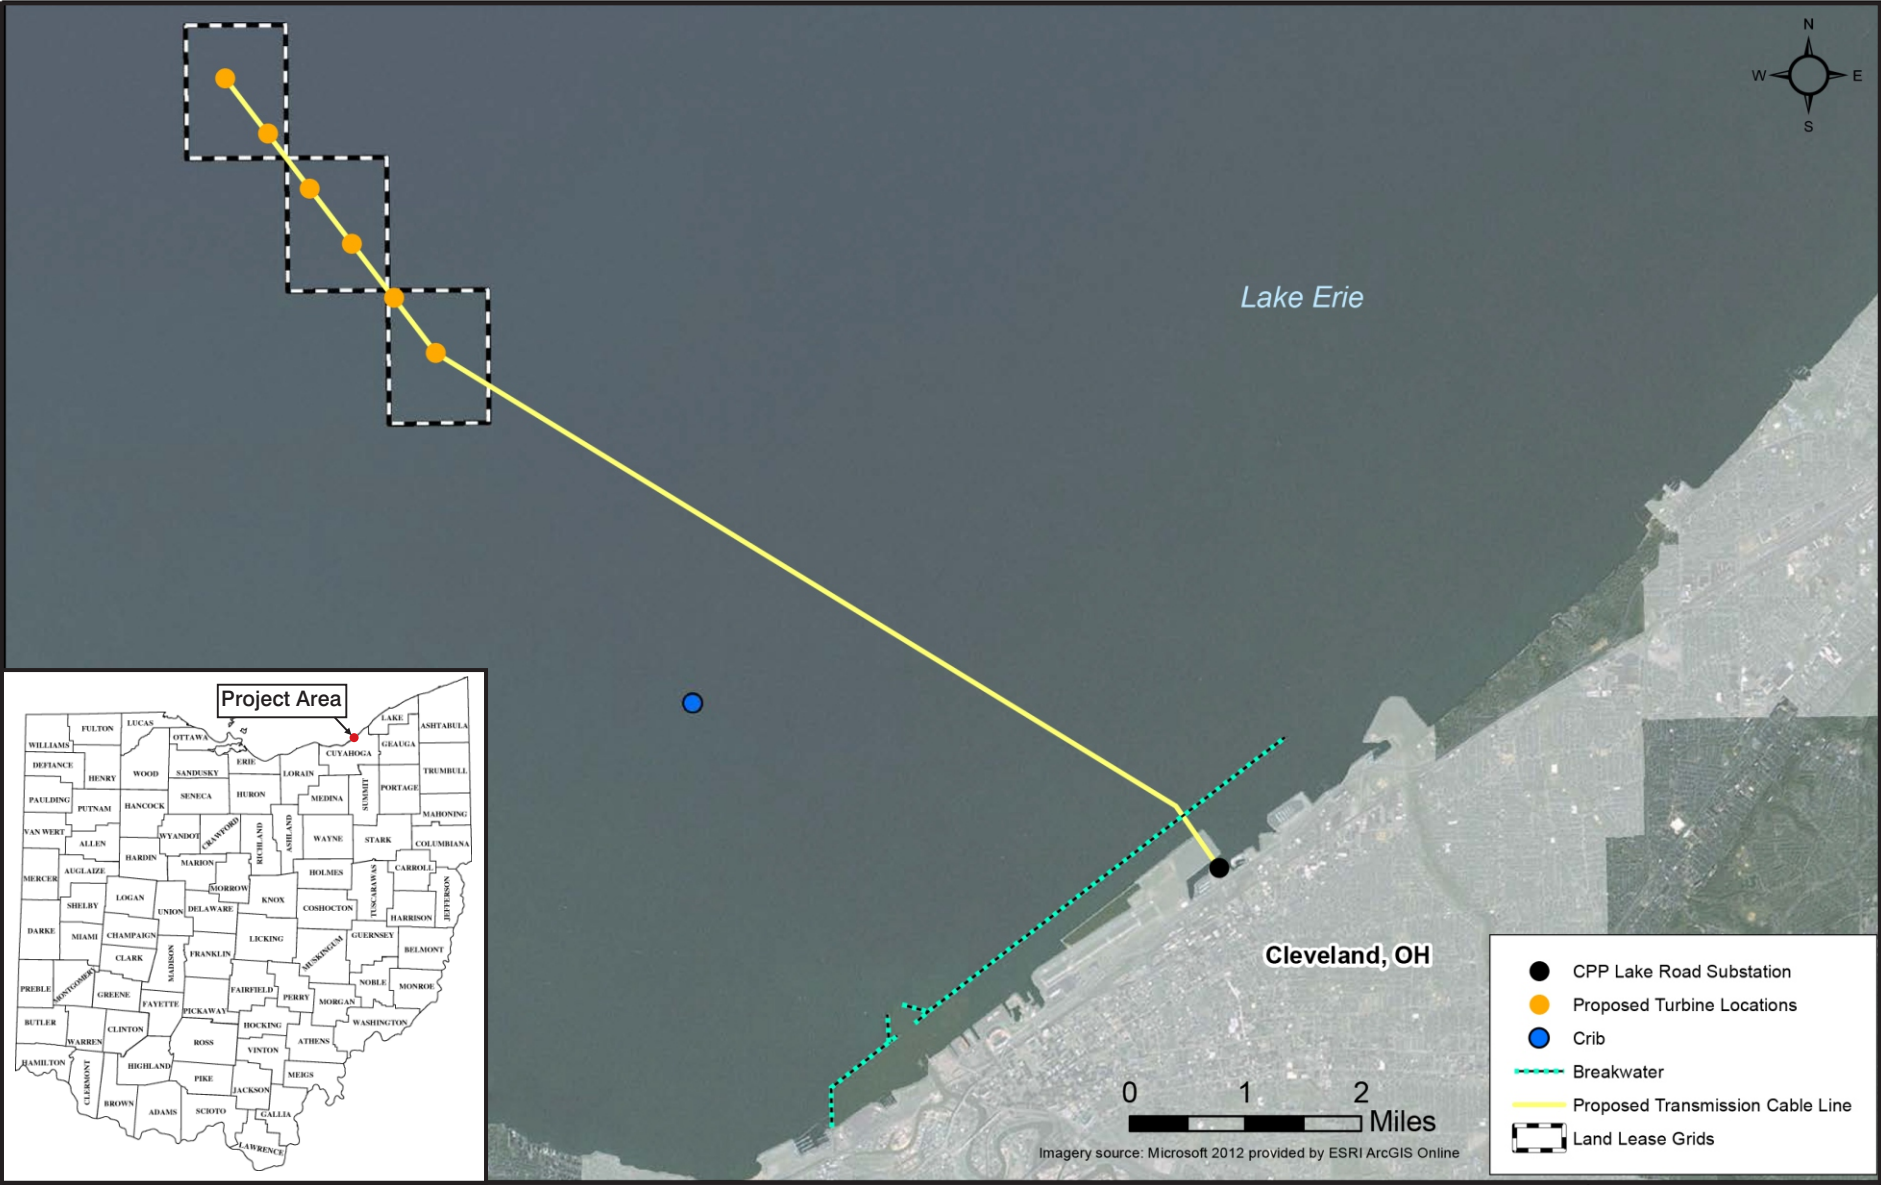 N
W E
S
Lake Erie
Project Area
WILLIAMS
FULTON
LUCAS
OTTAWA
ERIE
LORAIN
CUYAHOGA
LAKE
GEAUGA
ASHTABULA
DEFIANCE
HENRY
WOOD
SANDUSKY
HURON
MEDINA
SUMMIT
PORTAGE
TRUMBULL
PAULDING
PUTNAM
HANCOCK
SENECA
MAHONING
VAN WERT
ALLEN
HARDIN
WYANDOT
CRAWFORD
RICHLAND
ASHLAND
WAYNE
STARK
COLUMBIANA
MERCER
AUGLAIZE
MARION
MORROW
HOLMES
TUSCARAWAS
CARROLL
JEFFERSON
SHELBY
LOGAN
UNION
DELAWARE
KNOX
COSHOCTON
HARRISON
DARKE
MIAMI
CHAMPAIGN
CLARK
MADISON
FRANKLIN
LICKING
MUSKINGUM
GUERNSEY
BELMONT
PREBLE
MONTGOMERY
GREENE
FAYETTE
PICKAWAY
FAIRFIELD
PERRY
MORGAN
NOBLE
MONROE
BUTLER
WARREN
CLINTON
ROSS
HOCKING
ATHENS
WASHINGTON
HAMILTON
CLERMONT
BROWN
HIGHLAND
ADAMS
PIKE
SCIOTO
VINTON
JACKSON
MEIGS
GALLIA
LAWRENCE
Cleveland, OH
0 1 2
Miles
Imagery source: Microsoft 2012 provided by ESRI ArcGIS Online
CPP Lake Road Substation
Proposed Turbine Locations
Crib
Breakwater
Proposed Transmission Cable Line
Land Lease Grids